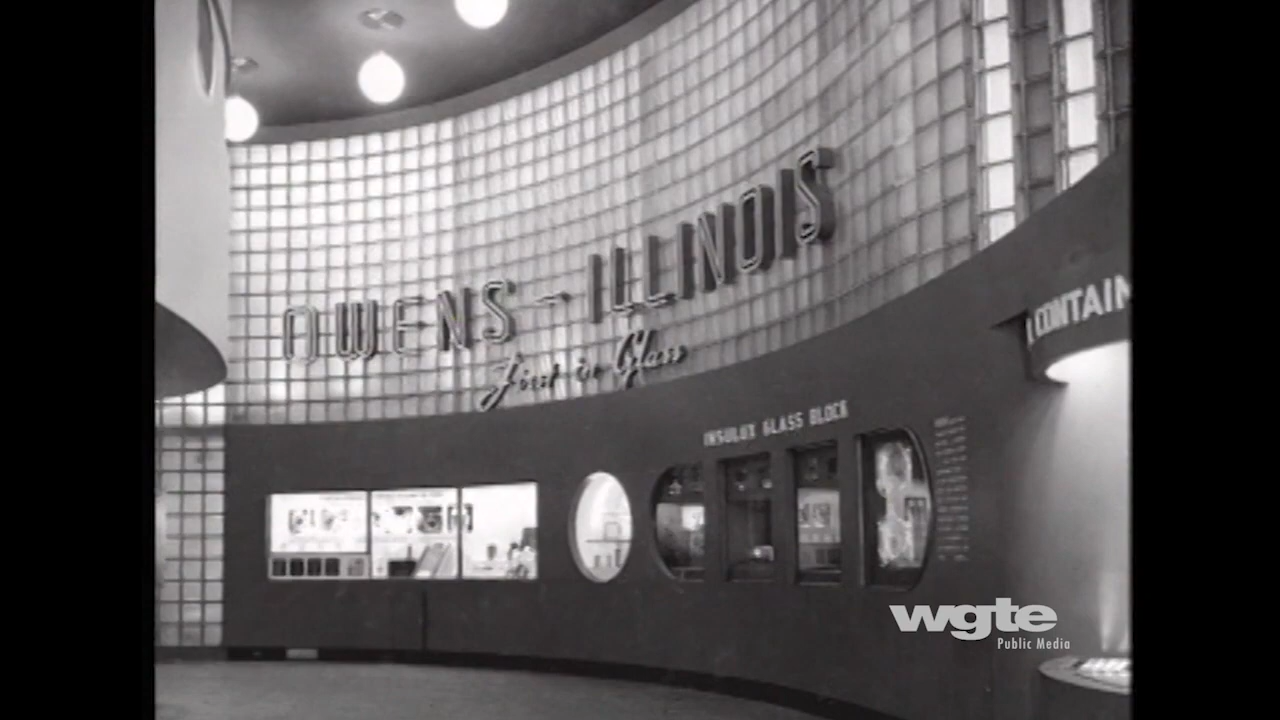 OWENS-ILLINOIS
First in Glass
INSULUX GLASS BLOCK
CONTAIN
wgte
Public Media